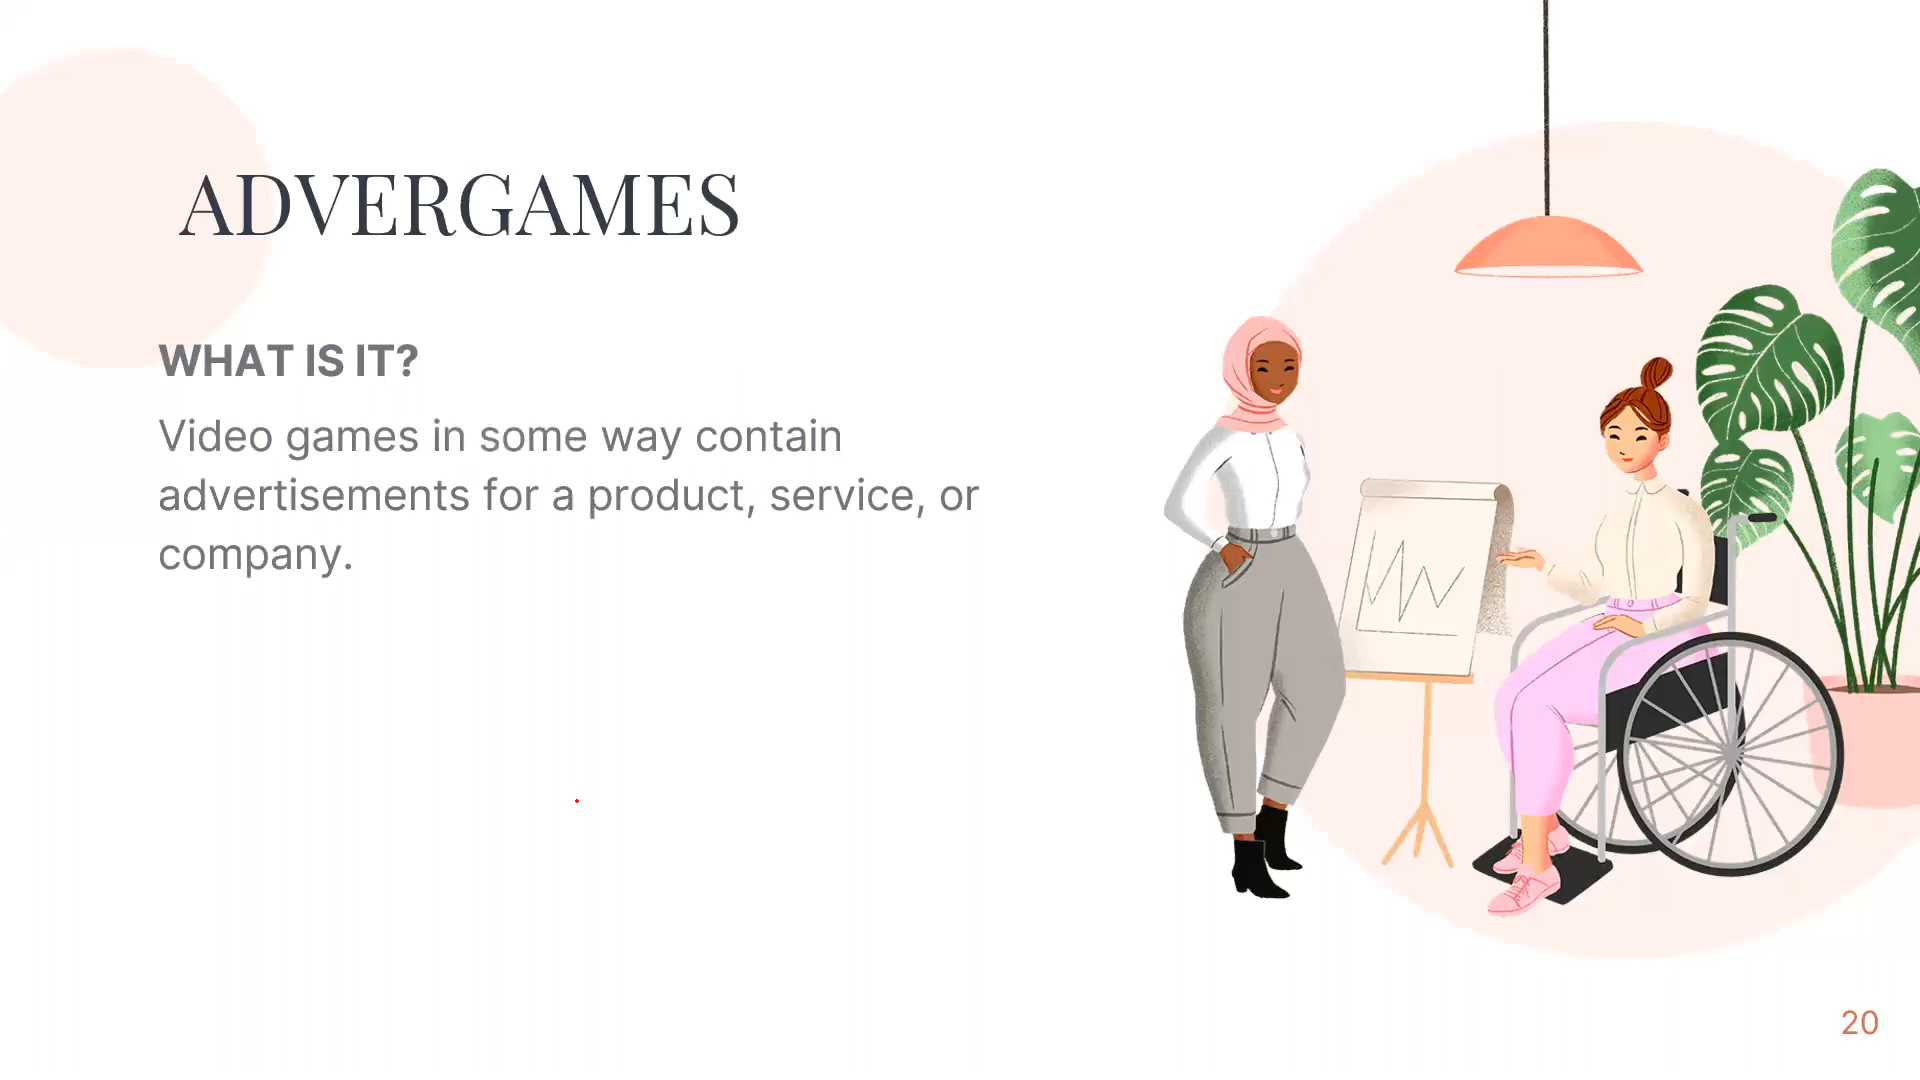 ADVERGAMES
WHAT IS IT?
Video games in some way contain
advertisements for a product, service, or
company.
20